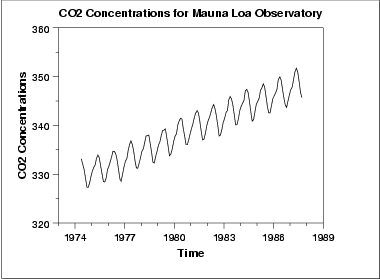 CO2 Concentrations for Mauna Loa Observatory
360
350
340
330
320
CO2 Concentrations
1974 1977 1980 1983 1986 1989
Time